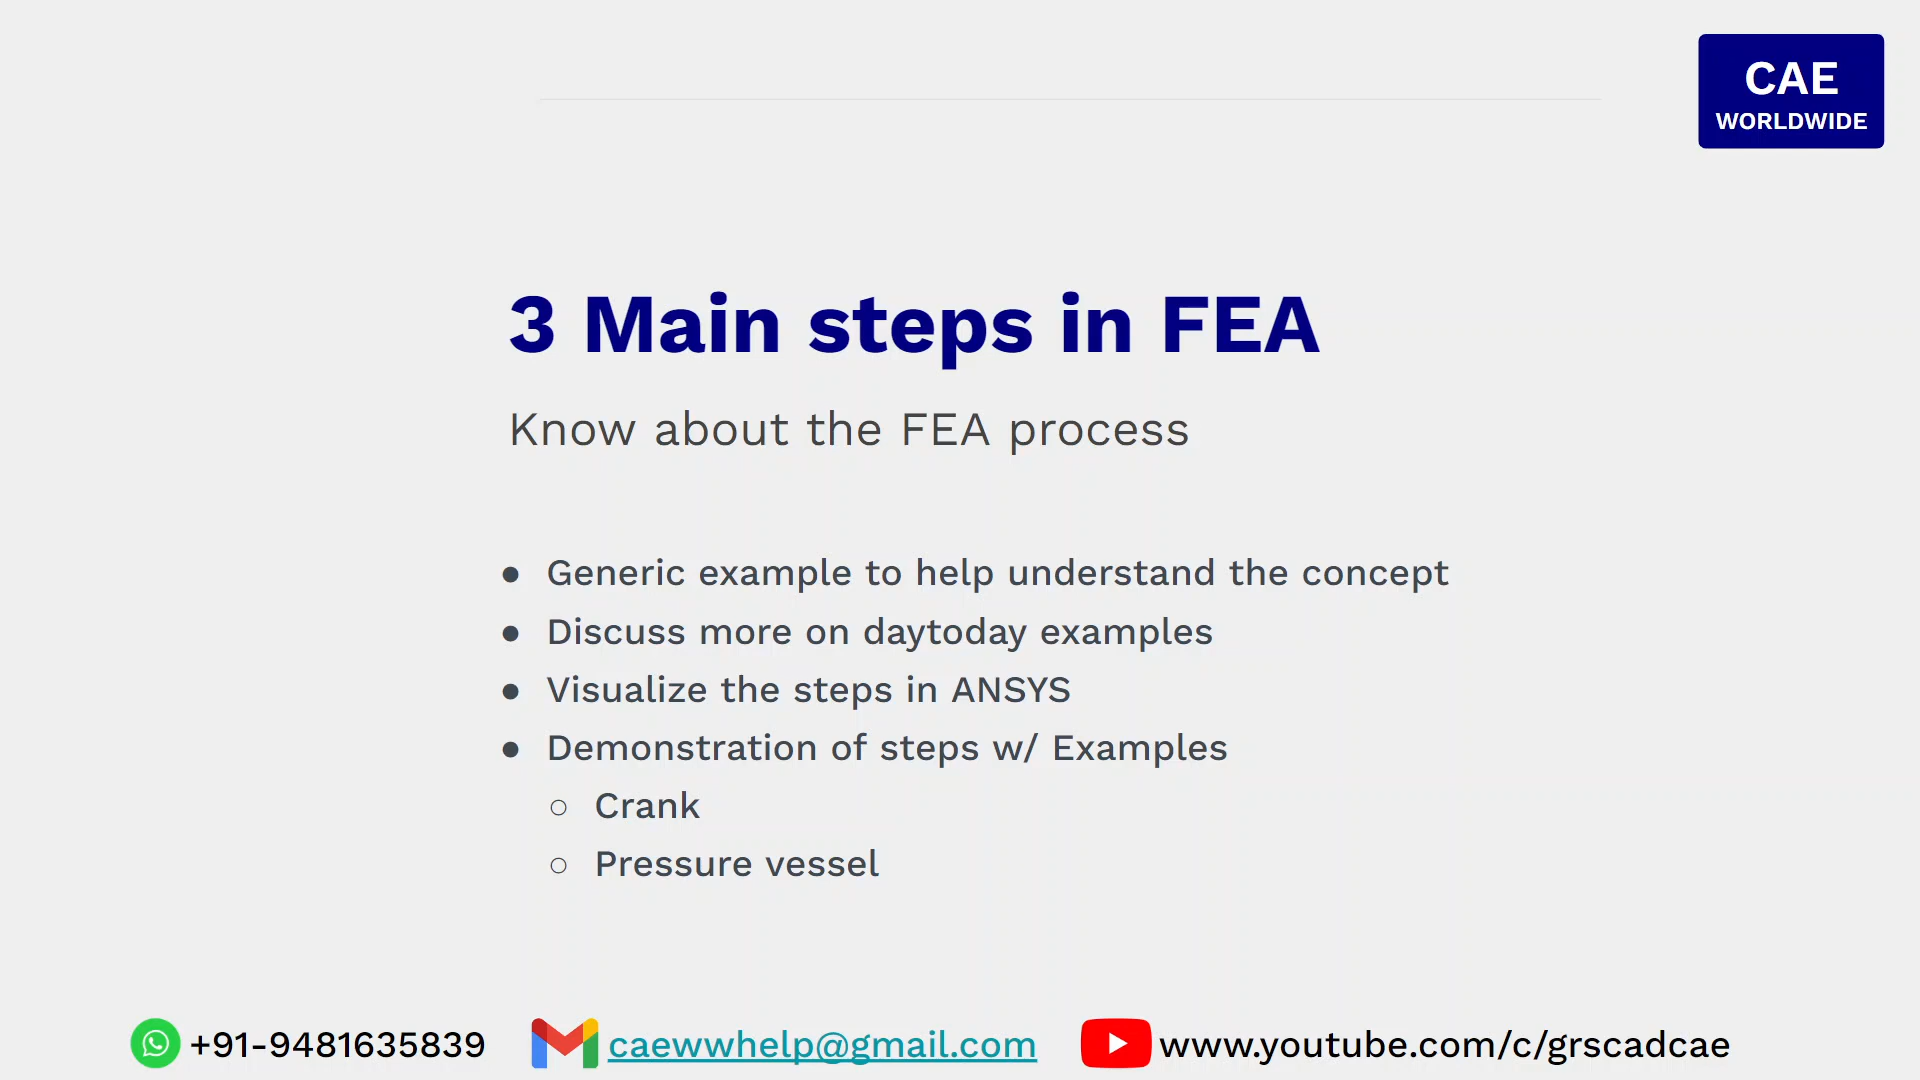 CAE
WORLDWIDE
3 Main steps in FEA
Know about the FEA process
● Generic example to help understand the concept
● Discuss more on daytoday examples
● Visualize the steps in ANSYS
● Demonstration of steps w/ Examples
○ Crank
○ Pressure vessel
+91-9481635839 caewwhelp@gmail.com www.youtube.com/c/grscadcae